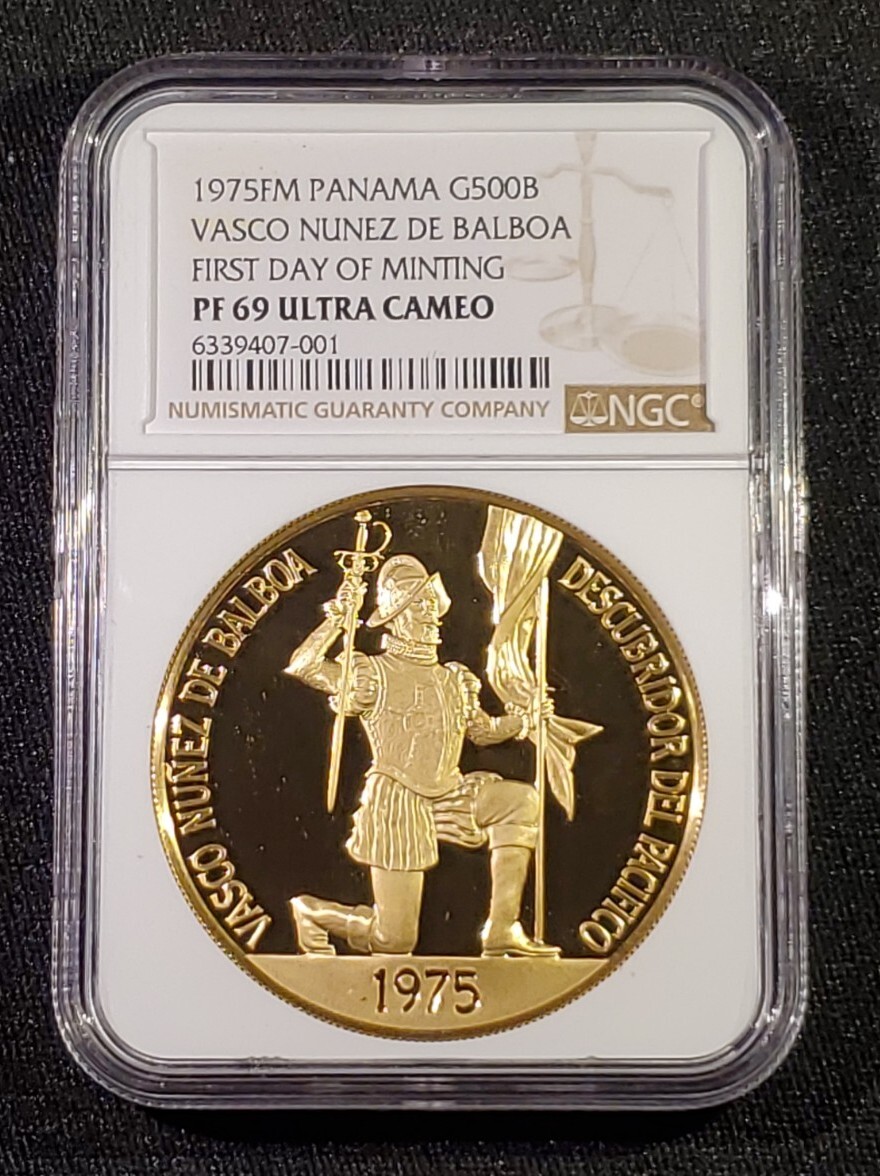 1975FM PANAMA G500B
VASCO NUNEZ DE BALBOA
FIRST DAY OF MINTING
PF 69 ULTRA CAMEO
6339407-001
NUMISMATIC GUARANTY COMPANY
NGC®
VASCO NUÑEZ DE BALBOA
DESCUBRIDOR DEL PACIFICO
1975